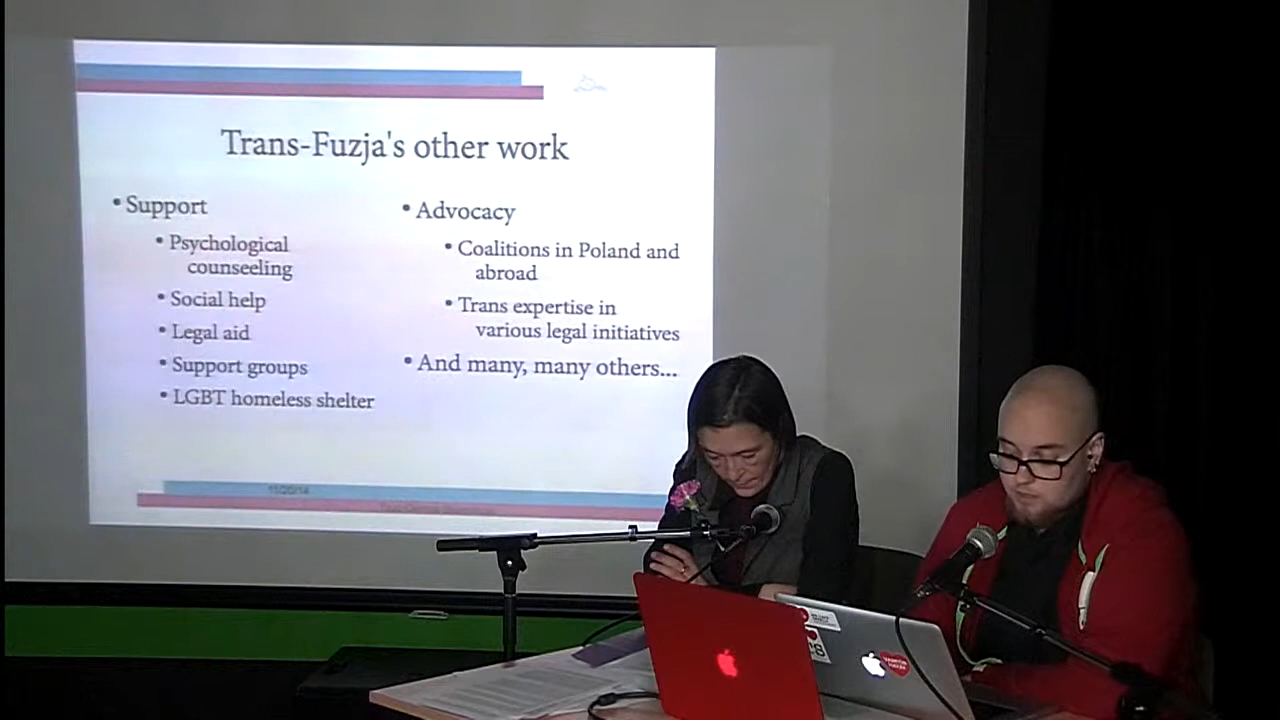 Trans-Fuzja's other work
• Support
• Psychological
counseeling
• Social help
• Legal aid
• Support groups
• LGBT homeless shelter
• Advocacy
• Coalitions in Poland and
abroad
• Trans expertise in
various legal initiatives
• And many, many others...